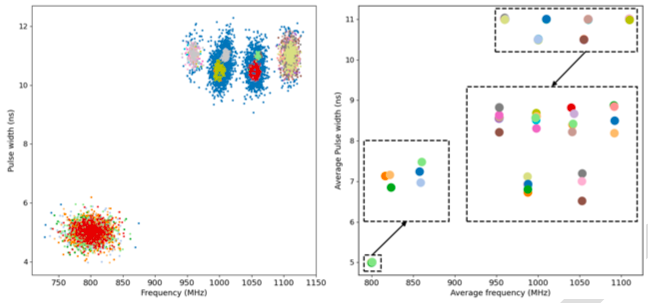 12
10
8
6
4
Pulse width (ns)
750 800 850 900 950 1000 1050 1100 1150
Frequency (MHz)
11
10
9
8
7
6
5
Average Pulse width (ns)
800 850 900 950 1000 1050 1100
Average frequency (MHz)